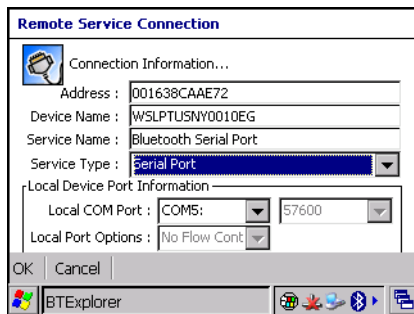 Remote Service Connection
Connection Information...
Address : 001638CAAE72
Device Name : WSLPTUSNY0010EG
Service Name : Bluetooth Serial Port
Service Type : Serial Port
Local Device Port Information
Local COM Port : COM5: 57600
Local Port Options : No Flow Cont
OK Cancel
BTExplorer